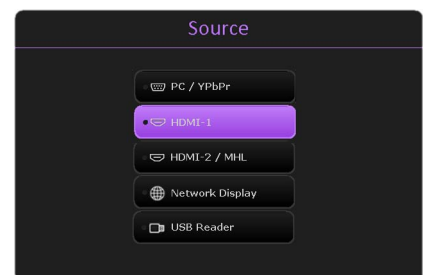 Source
PC / YPbPr
HDMI-1
HDMI-2 / MHL
Network Display
USB Reader